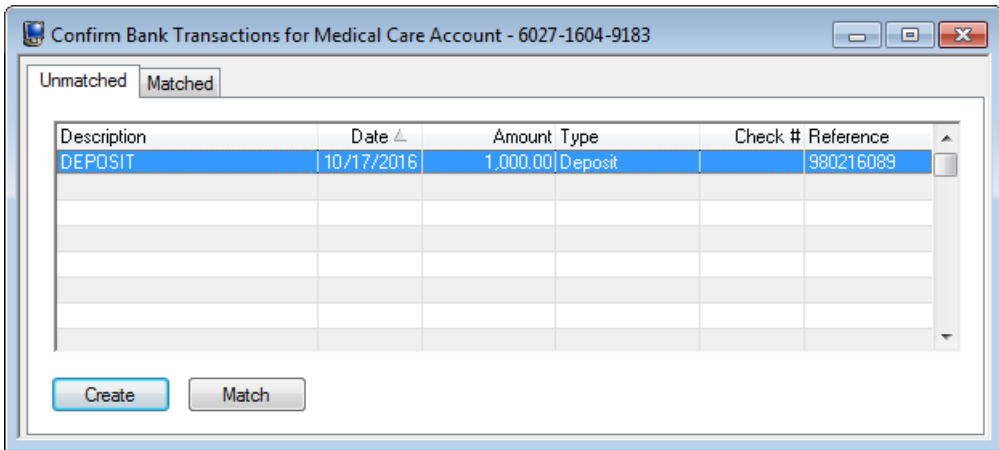 Confirm Bank Transactions for Medical Care Account - 6027-1604-9183
Unmatched Matched
Description Date Amount Type Check # Reference
DEPOSIT 10/17/2016 1,000.00 Deposit 980216089
Create Match